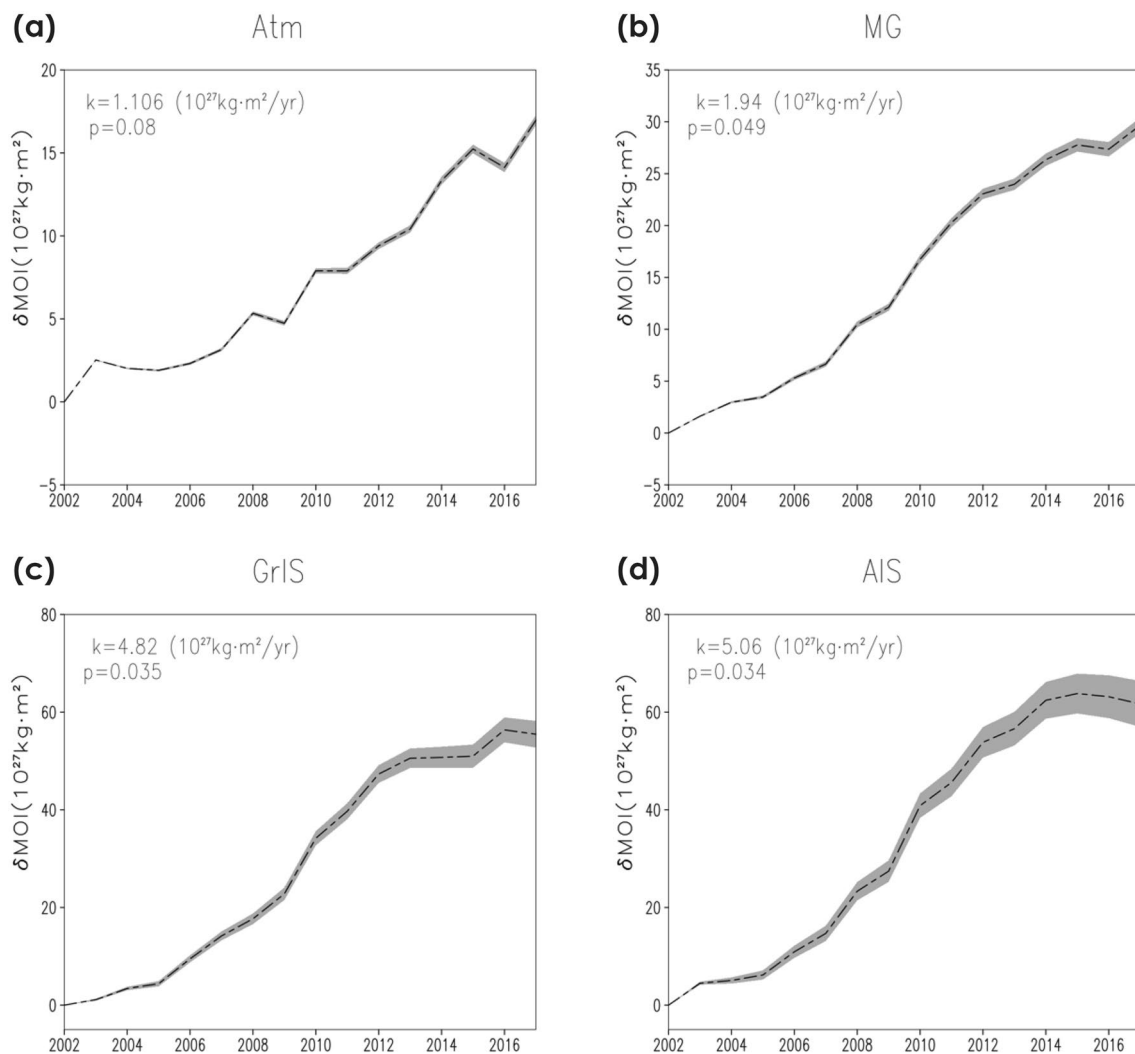 (a) Atm
k=1.106 (10²⁷kg·m²/yr)
p=0.08
δMOI(10²⁷kg·m²)
20
15
10
5
0
-5
2002 2004 2006 2008 2010 2012 2014 2016
(b) MG
k=1.94 (10²⁷kg·m²/yr)
p=0.049
δMOI(10²⁷kg·m²)
35
30
25
20
15
10
5
0
-5
2002 2004 2006 2008 2010 2012 2014 2016
(c) GrIS
k=4.82 (10²⁷kg·m²/yr)
p=0.035
δMOI(10²⁷kg·m²)
80
60
40
20
0
2002 2004 2006 2008 2010 2012 2014 2016
(d) AIS
k=5.06 (10²⁷kg·m²/yr)
p=0.034
δMOI(10²⁷kg·m²)
80
60
40
20
0
2002 2004 2006 2008 2010 2012 2014 2016